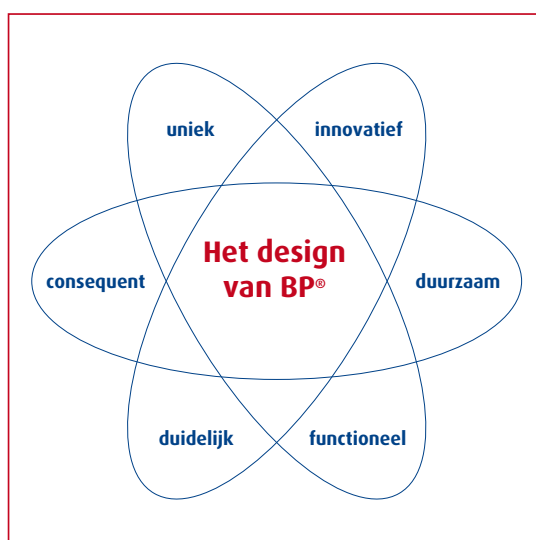 uniek
innovatief
Het design
van BP®
consequent
duurzaam
duidelijk
functioneel